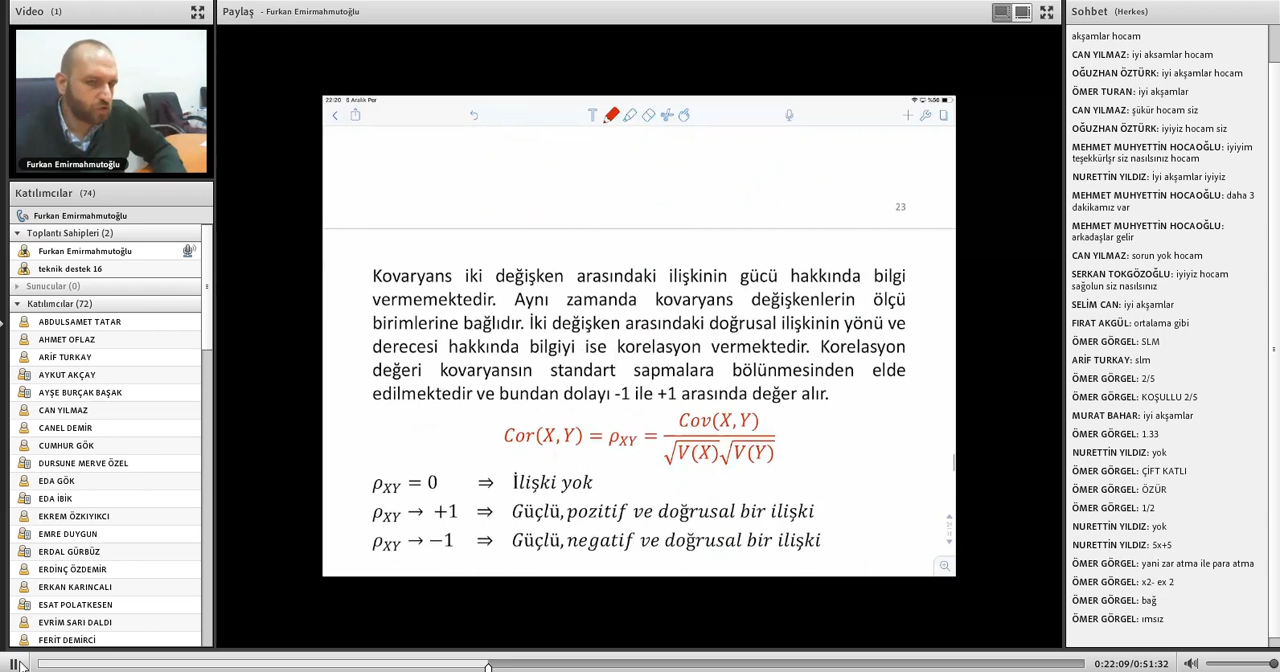 Video (1)
Furkan Emirmahmutoğlu
Katılımcılar (74)
Furkan Emirmahmutoğlu
Toplantı Sahipleri (2)
Furkan Emirmahmutoğlu
teknik destek 16
Sunucular (0)
Katılımcılar (72)
ABDULSAMET TATAR
AHMET OFLAZ
ARİF TURKAY
AYKUT AKÇAY
AYŞE BURÇAK BAŞAK
CAN YILMAZ
CANEL DEMİR
CUMHUR GÖK
DURSUNE MERVE ÖZEL
EDA GÖK
EDA İBİK
EKREM ÖZKIYIKCI
EMRE DUYGUN
ERDAL GÜRBÜZ
ERDİNÇ ÖZDEMİR
ERKAN KARINCALI
ESAT POLATKESEN
EVRİM SARI DALDI
FERİT DEMİRCİ
Paylaş - Furkan Emirmahmutoğlu
22:20 6 Aralık Per
%56
23
Kovaryans iki değişken arasındaki ilişkinin gücü hakkında bilgi
vermemektedir. Aynı zamanda kovaryans değişkenlerin ölçü
birimlerine bağlıdır. İki değişken arasındaki doğrusal ilişkinin yönü ve
derecesi hakkında bilgiyi ise korelasyon vermektedir. Korelasyon
değeri kovaryansın standart sapmalara bölünmesinden elde
edilmektedir ve bundan dolayı -1 ile +1 arasında değer alır.
Cor(X,Y) = ρXY = Cov(X,Y) / √V(X)√V(Y)
ρXY = 0 ⇒ İlişki yok
ρXY → +1 ⇒ Güçlü, pozitif ve doğrusal bir ilişki
ρXY → −1 ⇒ Güçlü, negatif ve doğrusal bir ilişki
Sohbet (Herkes)
akşamlar hocam
CAN YILMAZ: iyi aksamlar hocam
OĞUZHAN ÖZTÜRK: iyi akşamlar hocam
ÖMER TURAN: iyi akşamlar
CAN YILMAZ: şükür hocam siz
OĞUZHAN ÖZTÜRK: iyiyiz hocam siz
MEHMET MUHYETTİN HOCAOĞLU: iyiyim
teşekkürlşr siz nasılsınız hocam
NURETTİN YILDIZ: İyi akşamlar iyiyiz
MEHMET MUHYETTİN HOCAOĞLU: daha 3
dakikamız var
MEHMET MUHYETTİN HOCAOĞLU:
arkadaşlar gelir
CAN YILMAZ: sorun yok hocam
SERKAN TOKGÖZOĞLU: iyiyiz hocam
sağolun siz nasılsınız
SELİM CAN: iyi akşamlar
FIRAT AKGÜL: ortalama gibi
ÖMER GÖRGEL: SLM
ARİF TURKAY: slm
ÖMER GÖRGEL: 2/5
ÖMER GÖRGEL: KOŞULLU 2/5
MURAT BAHAR: iyi akşamlar
ÖMER GÖRGEL: 1.33
NURETTİN YILDIZ: yok
ÖMER GÖRGEL: ÇİFT KATLI
ÖMER GÖRGEL: ÖZÜR
ÖMER GÖRGEL: 1/2
NURETTİN YILDIZ: yok
NURETTİN YILDIZ: 5x+5
ÖMER GÖRGEL: yani zar atma ile para atma
ÖMER GÖRGEL: x2- ex 2
ÖMER GÖRGEL: bağ
ÖMER GÖRGEL: ımsız
0:22:09/0:51:32